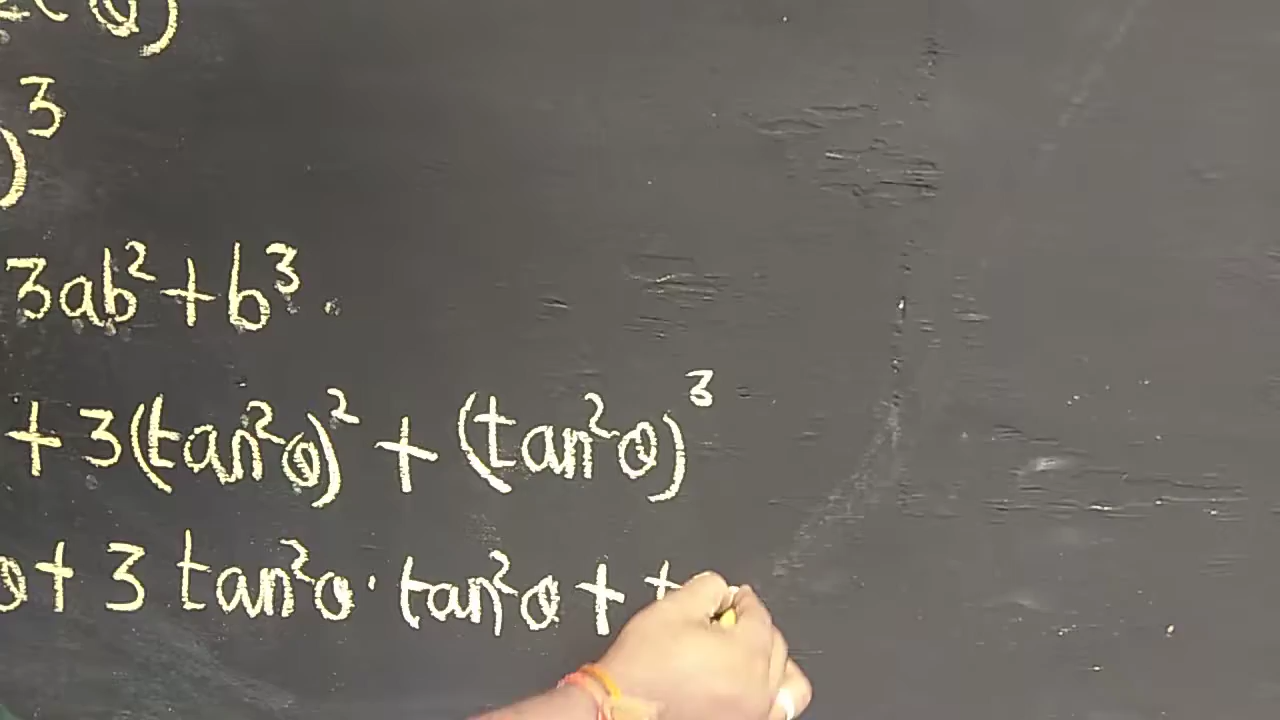 θ)
)³
3ab² + b³.
+ 3(tan²θ)² + (tan²θ)³
θ + 3 tan²θ · tan²θ + t